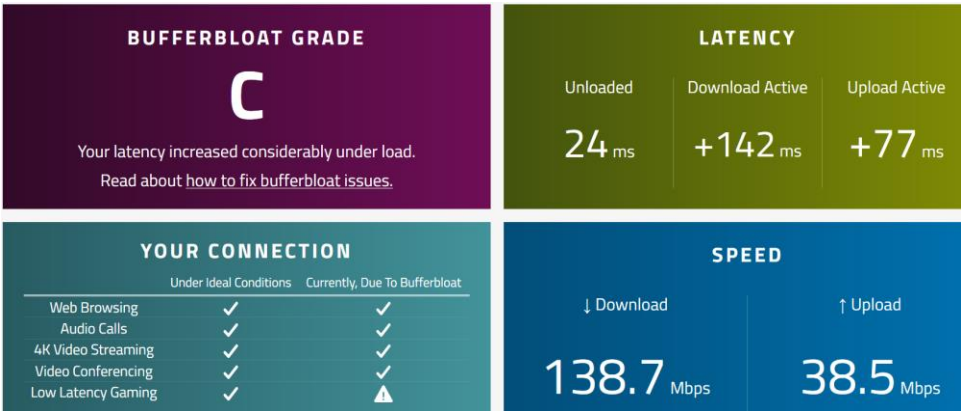 BUFFERBLOAT GRADE
C
Your latency increased considerably under load.
Read about how to fix bufferbloat issues.
LATENCY
Unloaded Download Active Upload Active
24 ms +142 ms +77 ms
YOUR CONNECTION
Under Ideal Conditions Currently, Due To Bufferbloat
Web Browsing ✓ ✓
Audio Calls ✓ ✓
4K Video Streaming ✓ ✓
Video Conferencing ✓ ✓
Low Latency Gaming ✓ ⚠
SPEED
↓ Download ↑ Upload
138.7 Mbps 38.5 Mbps